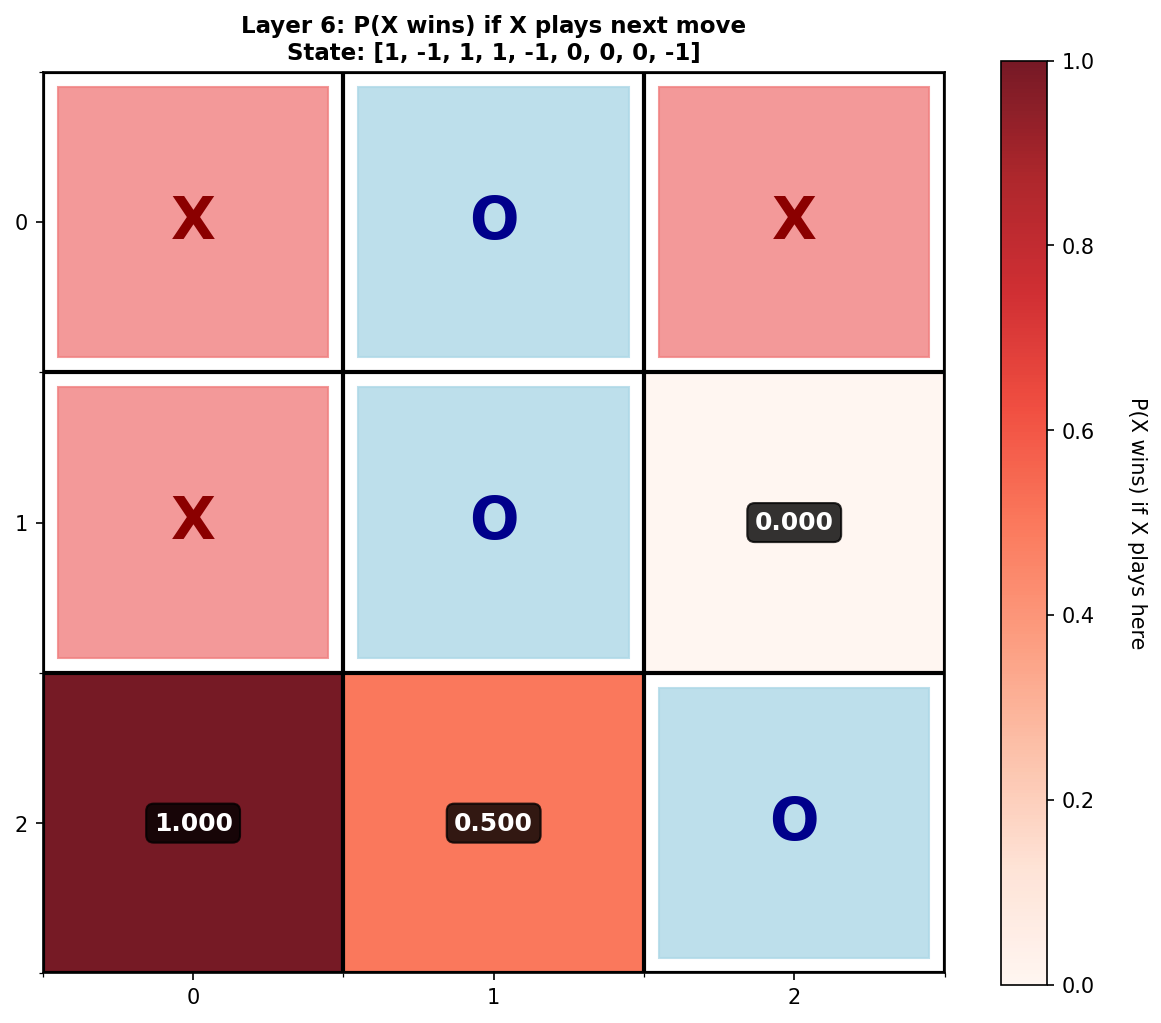 Layer 6: P(X wins) if X plays next move
State: [1, -1, 1, 1, -1, 0, 0, 0, -1]
X
O
X
X
O
0.000
1.000
0.500
O
0
1
2
0
1
2
1.0
0.8
0.6
0.4
0.2
0.0
P(X wins) if X plays here